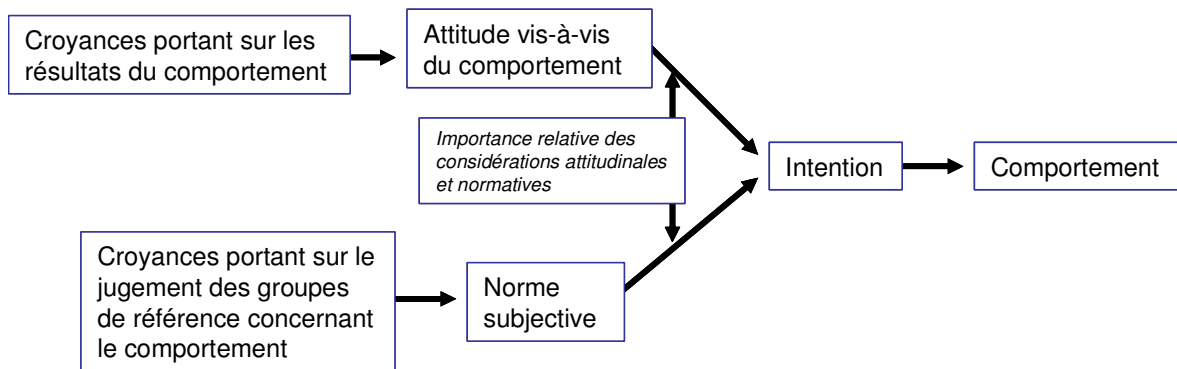 Croyances portant sur les
résultats du comportement
Attitude vis-à-vis
du comportement
Importance relative des
considérations attitudinales
et normatives
Intention
Comportement
Croyances portant sur le
jugement des groupes
de référence concernant
le comportement
Norme
subjective